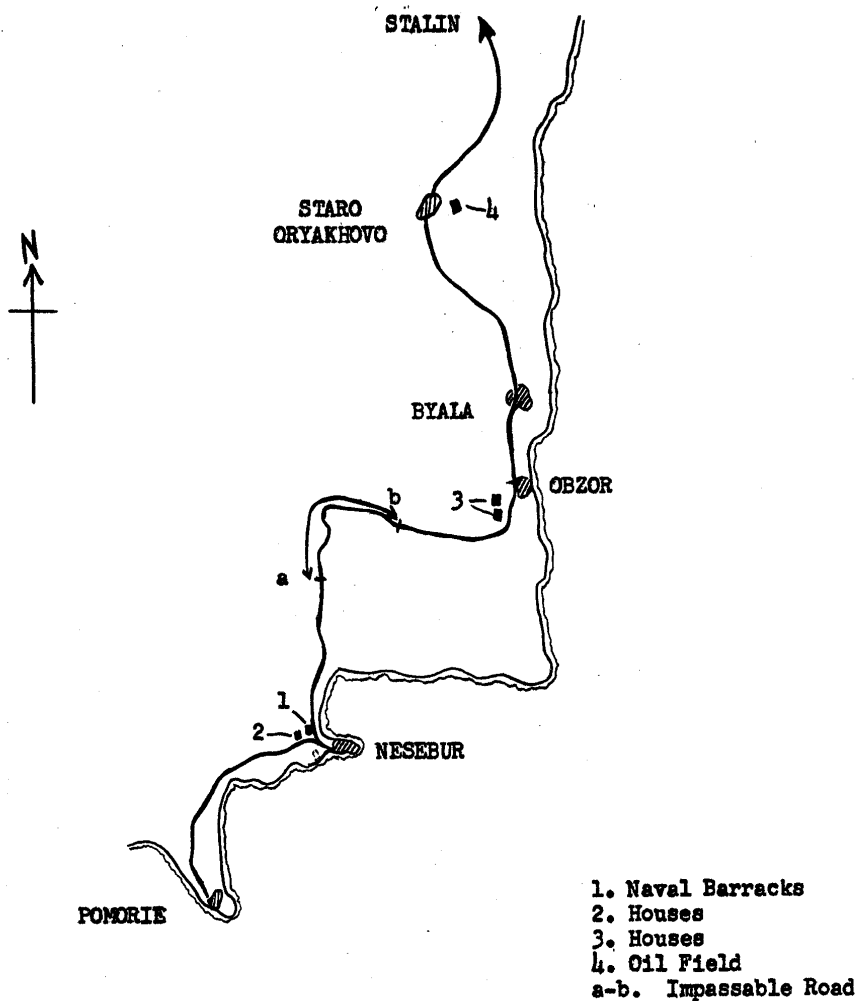 STALIN
STARO
ORYAKHOVO
4
N
BYALA
OBZOR
3
b
a
1
2
NESEBUR
POMORIE
1. Naval Barracks
2. Houses
3. Houses
4. Oil Field
a-b. Impassable Road